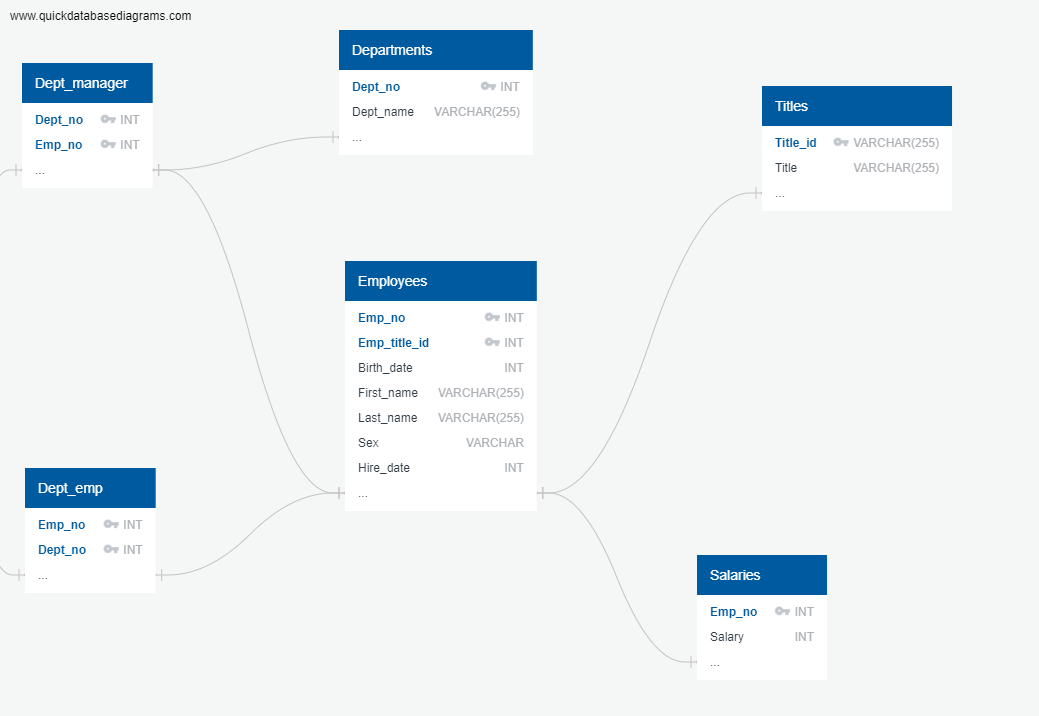 www.quickdatabasediagrams.com
Dept_manager
Dept_no INT
Emp_no INT
...
Departments
Dept_no INT
Dept_name VARCHAR(255)
...
Titles
Title_id VARCHAR(255)
Title VARCHAR(255)
...
Employees
Emp_no INT
Emp_title_id INT
Birth_date INT
First_name VARCHAR(255)
Last_name VARCHAR(255)
Sex VARCHAR
Hire_date INT
...
Dept_emp
Emp_no INT
Dept_no INT
...
Salaries
Emp_no INT
Salary INT
...